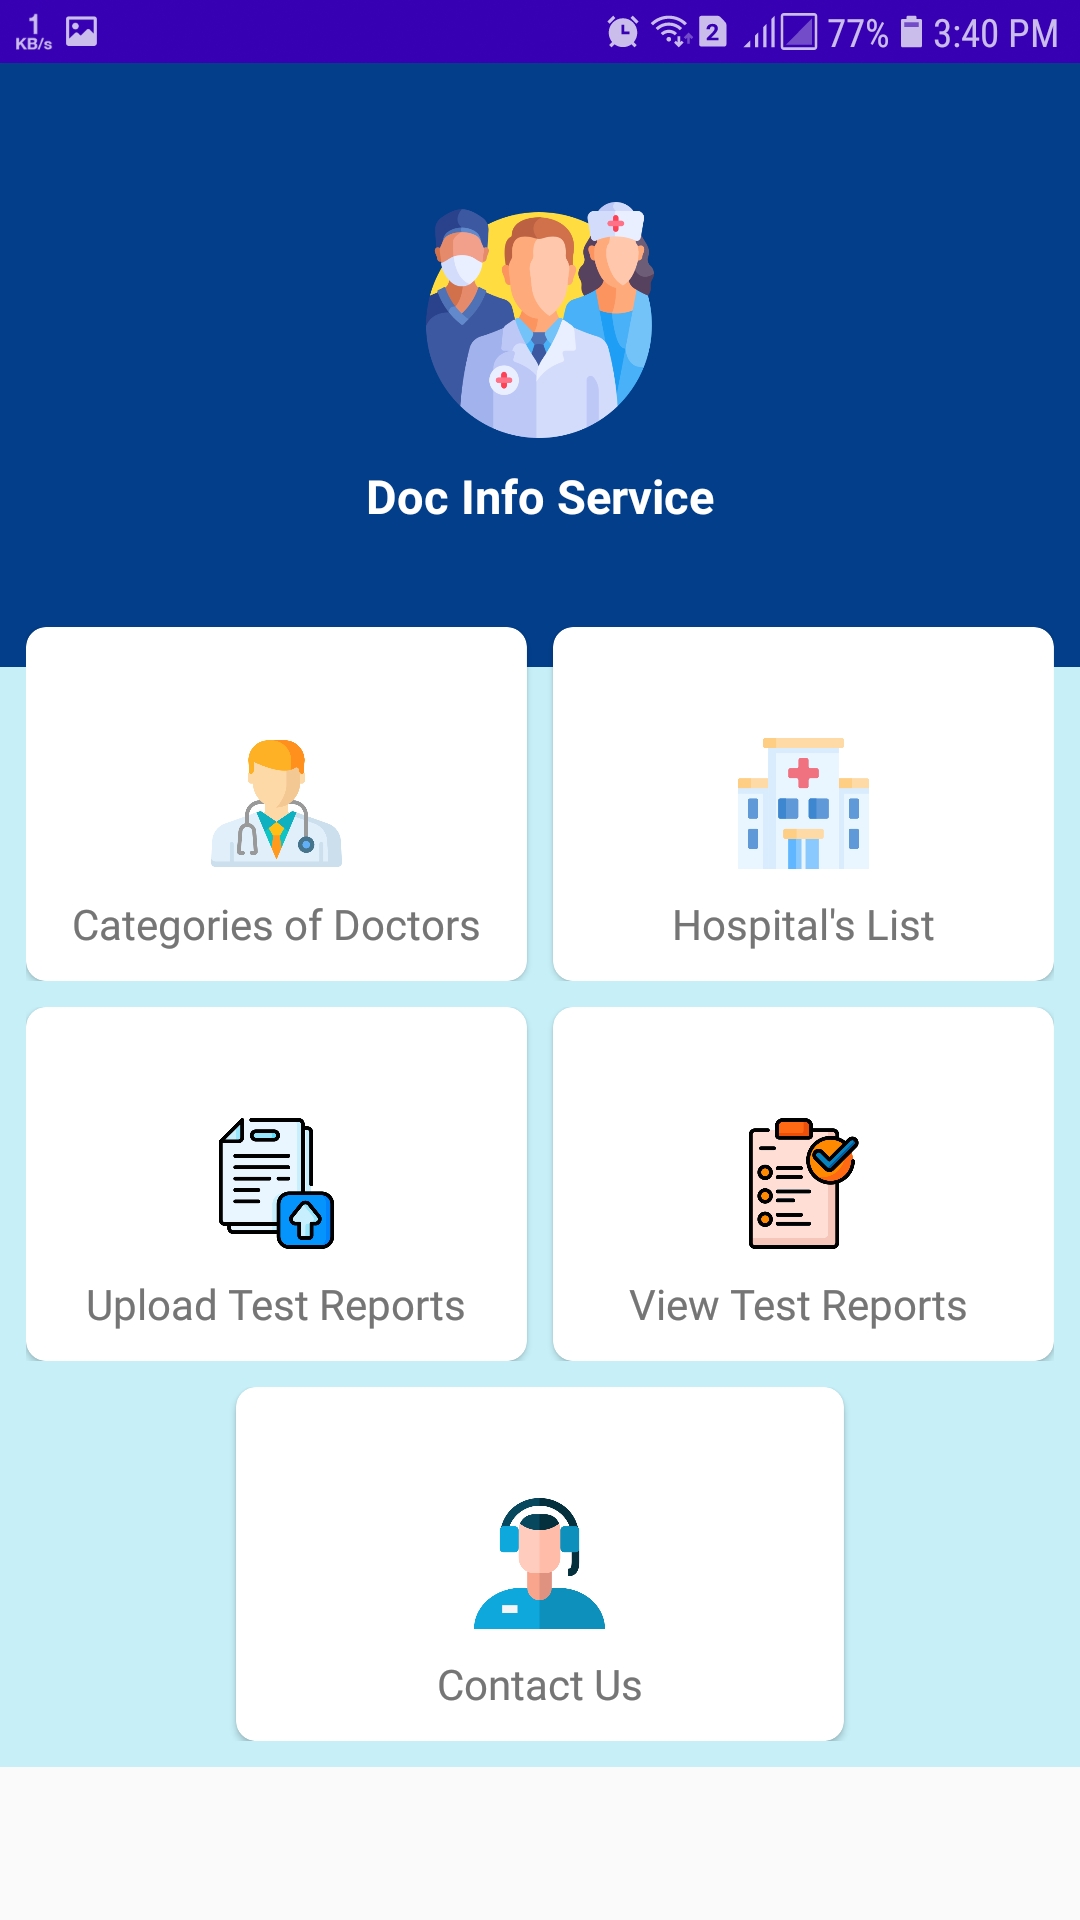 1
KB/s
2
77%
3:40 PM
Doc Info Service
Categories of Doctors
Hospital's List
Upload Test Reports
View Test Reports
Contact Us